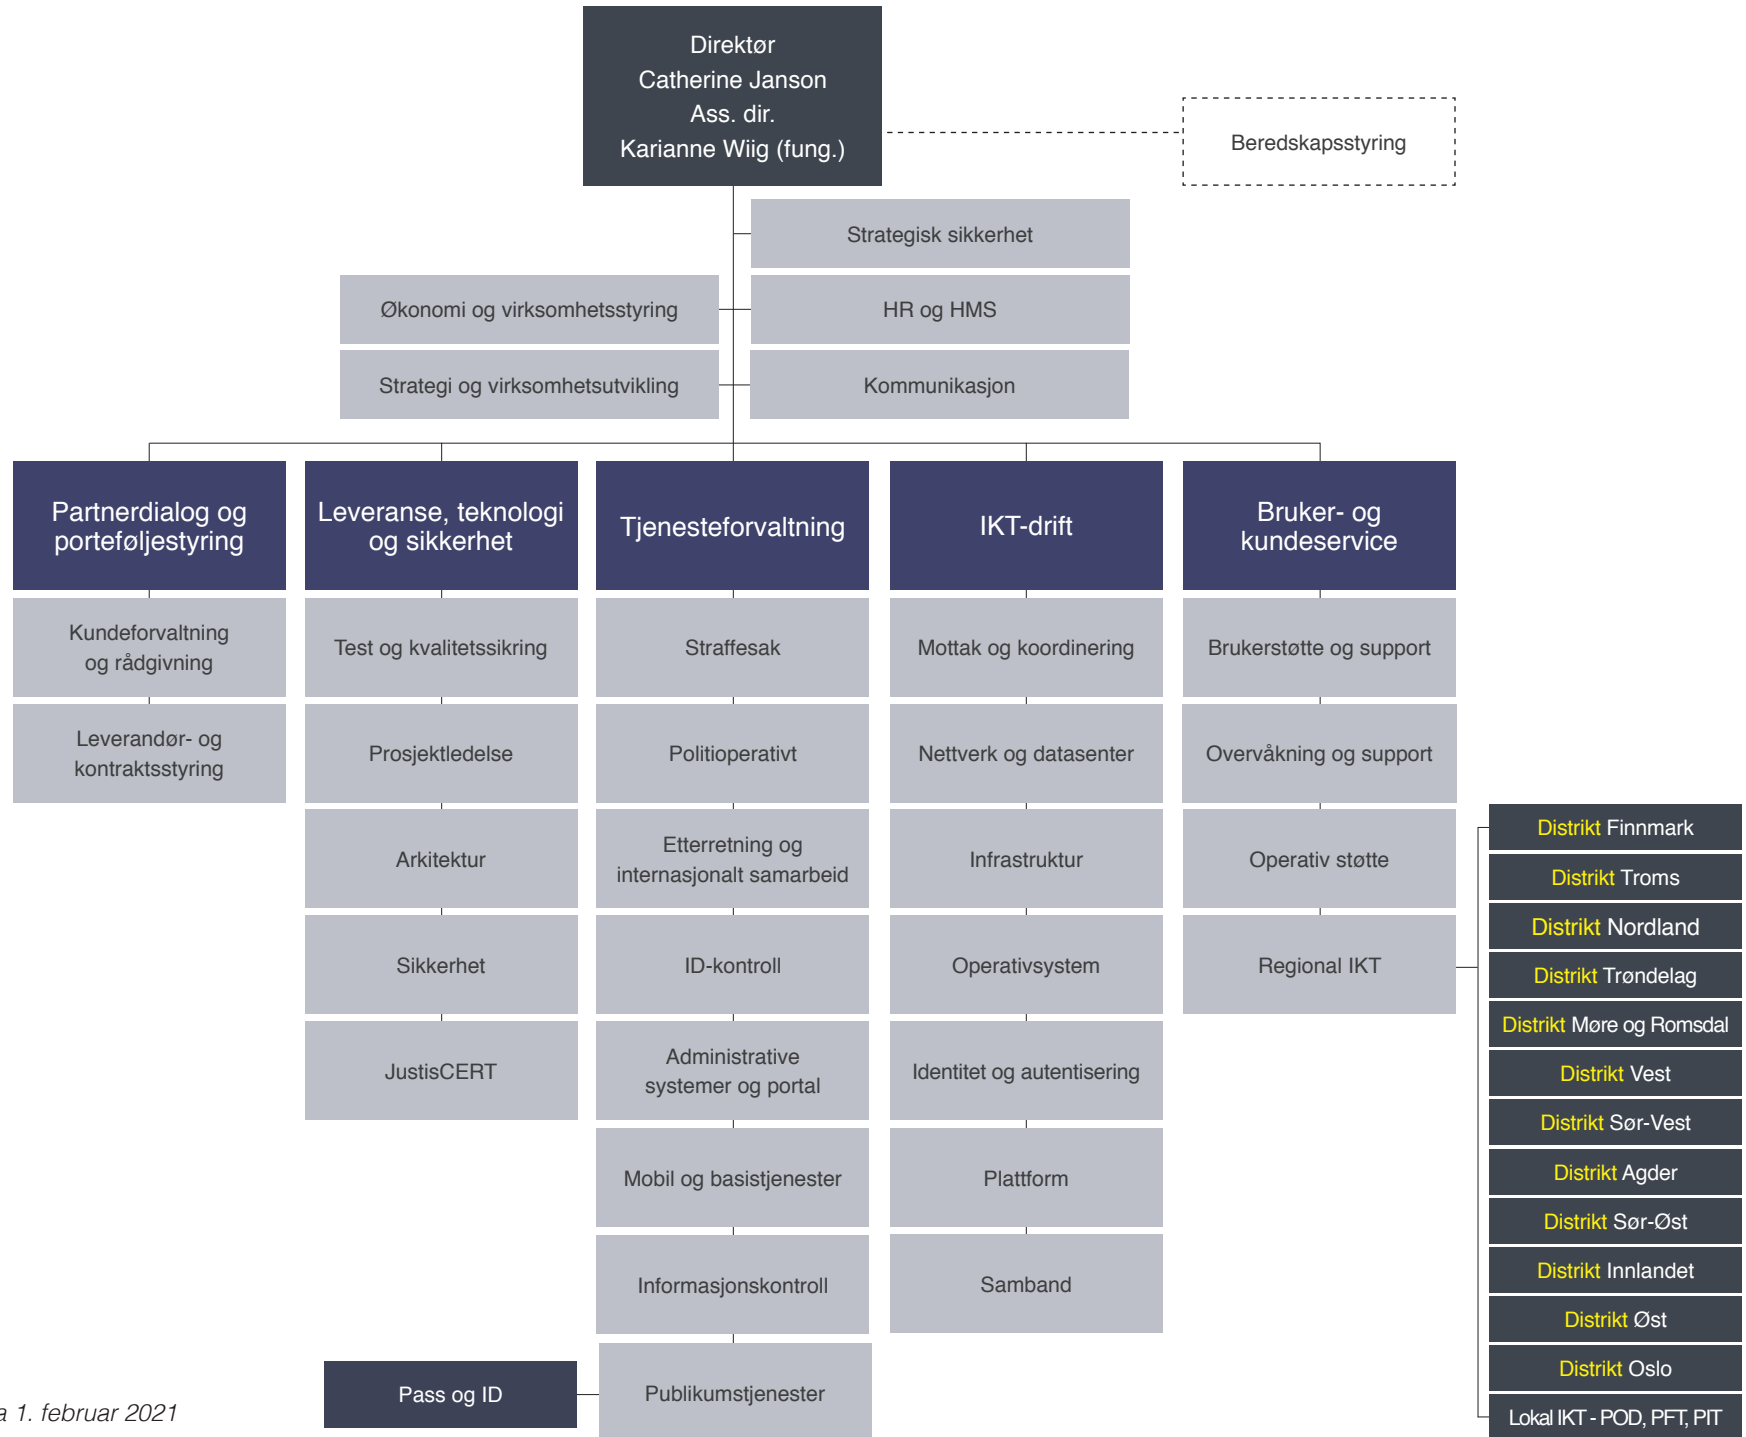 Direktør
Catherine Janson
Ass. dir.
Karianne Wiig (fung.)
Beredskapsstyring
Strategisk sikkerhet
Økonomi og virksomhetsstyring
HR og HMS
Strategi og virksomhetsutvikling
Kommunikasjon
Partnerdialog og
porteføljestyring
Kundeforvaltning
og rådgivning
Leverandør- og
kontraktsstyring
Leveranse, teknologi
og sikkerhet
Test og kvalitetssikring
Prosjektledelse
Arkitektur
Sikkerhet
JustisCERT
Tjenesteforvaltning
Straffesak
Politioperativt
Etterretning og
internasjonalt samarbeid
ID-kontroll
Administrative
systemer og portal
Mobil og basistjenester
Informasjonskontroll
Publikumstjenester
Pass og ID
IKT-drift
Mottak og koordinering
Nettverk og datasenter
Infrastruktur
Operativsystem
Identitet og autentisering
Plattform
Samband
Bruker- og
kundeservice
Brukerstøtte og support
Overvåkning og support
Operativ støtte
Regional IKT
Distrikt Finnmark
Distrikt Troms
Distrikt Nordland
Distrikt Trøndelag
Distrikt Møre og Romsdal
Distrikt Vest
Distrikt Sør-Vest
Distrikt Agder
Distrikt Sør-Øst
Distrikt Innlandet
Distrikt Øst
Distrikt Oslo
Lokal IKT - POD, PFT, PIT
a 1. februar 2021